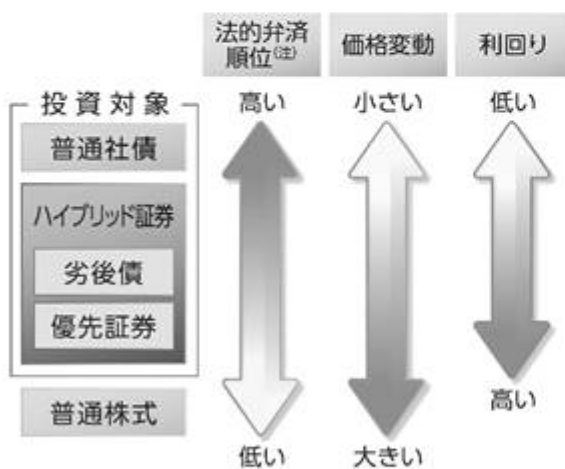 法的弁済
順位(注)
価格変動
利回り
投資対象
高い
小さい
低い
普通社債
ハイブリッド証券
劣後債
優先証券
普通株式
高い
低い
大きい